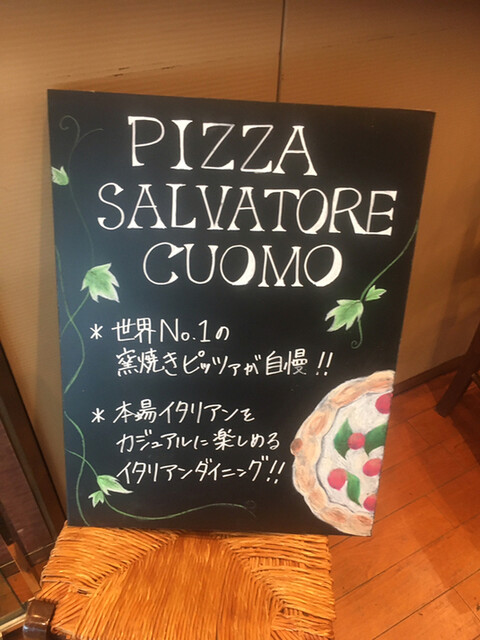 PIZZA
SALVATORE
CUOMO
* 世界No.1の
窯焼きピッツァが自慢!!
* 本場イタリアンを
カジュアルに楽しめる
イタリアンダイニング!!